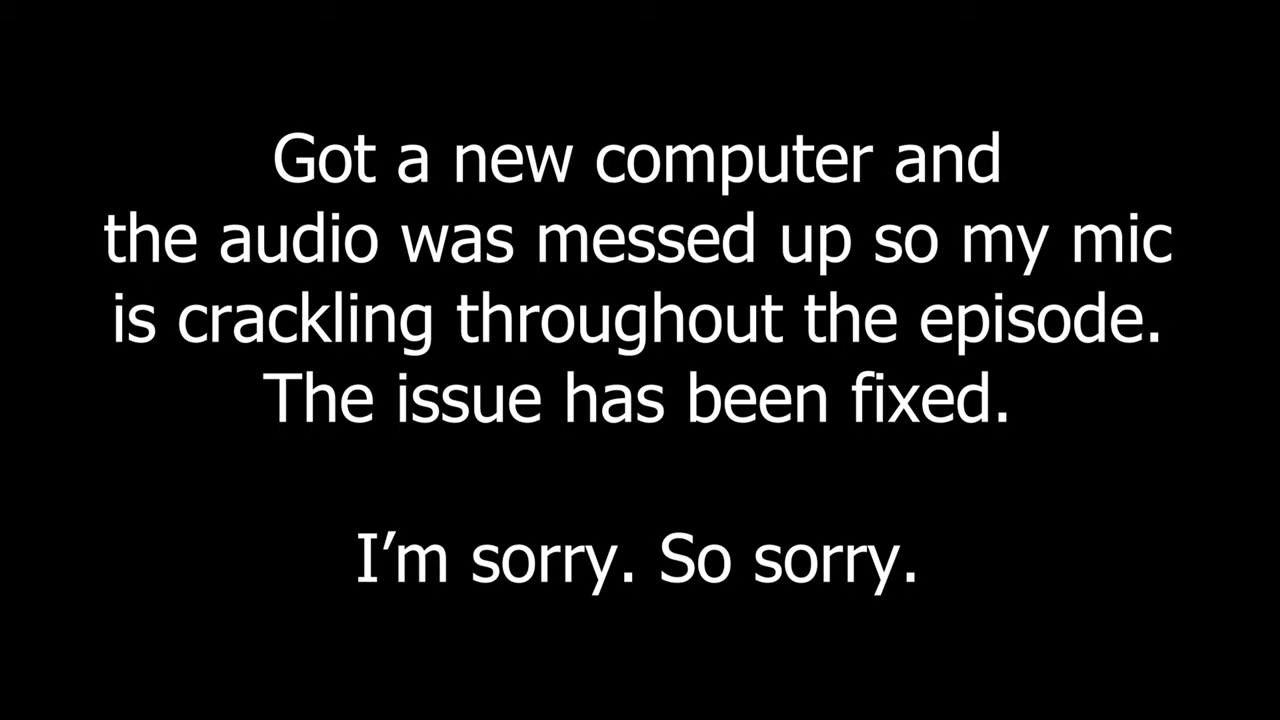 Got a new computer and
the audio was messed up so my mic
is crackling throughout the episode.
The issue has been fixed.
I’m sorry. So sorry.